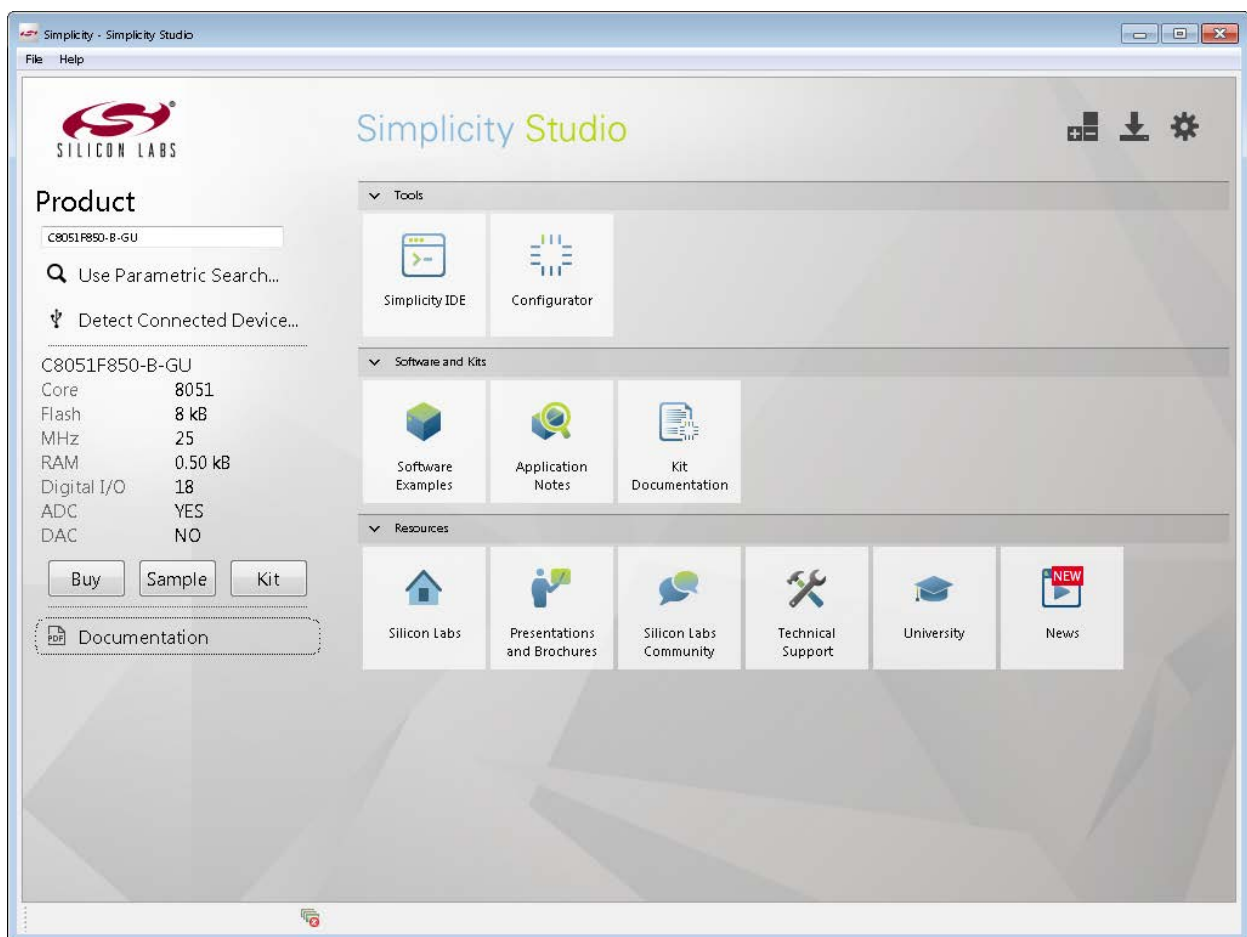 Simplicity - Simplicity Studio
File Help
SILICON LABS
Simplicity Studio
Product
C8051F850-B-GU
Use Parametric Search...
Detect Connected Device...
C8051F850-B-GU
Core 8051
Flash 8 kB
MHz 25
RAM 0.50 kB
Digital I/O 18
ADC YES
DAC NO
Buy Sample Kit
PDF Documentation
Tools
Simplicity IDE Configurator
Software and Kits
Software Application Kit
Examples Notes Documentation
Resources
NEW
Silicon Labs Presentations Silicon Labs Technical University News
and Brochures Community Support